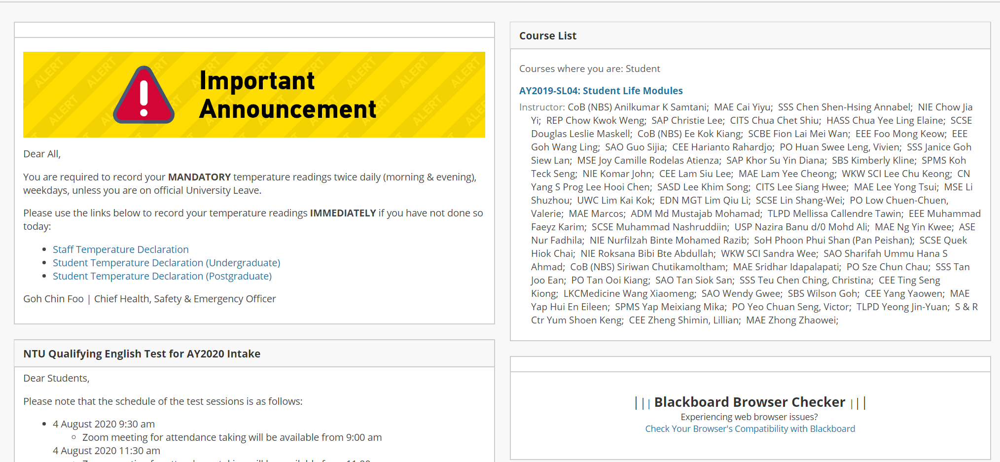 Important
Announcement
Dear All,
You are required to record your MANDATORY temperature readings twice daily (morning & evening),
weekdays, unless you are on official University Leave.
Please use the links below to record your temperature readings IMMEDIATELY if you have not done so
today:
Staff Temperature Declaration
Student Temperature Declaration (Undergraduate)
Student Temperature Declaration (Postgraduate)
Goh Chin Foo | Chief Health, Safety & Emergency Officer
NTU Qualifying English Test for AY2020 Intake
Dear Students,
Please note that the schedule of the test sessions is as follows:
4 August 2020 9:30 am
Zoom meeting for attendance taking will be available from 9:00 am
4 August 2020 11:30 am
Course List
Courses where you are: Student
AY2019-SL04: Student Life Modules
Instructor: CoB (NBS) Anilkumar K Samtani; MAE Cai Yiyu; SSS Chen Shen-Hsing Annabel; NIE Chow Jia
Yi; REP Chow Kwok Weng; SAP Christie Lee; CITS Chua Chet Shiu; HASS Chua Yee Ling Elaine; SCSE
Douglas Leslie Maskell; CoB (NBS) Ee Kok Kiang; SCBE Fion Lai Mei Wan; EEE Foo Mong Keow; EEE
Goh Wang Ling; SAO Guo Sijia; CEE Harianto Rahardjo; PO Huan Swee Leng, Vivien; SSS Janice Goh
Siew Lan; MSE Joy Camille Rodelas Atienza; SAP Khor Su Yin Diana; SBS Kimberly Kline; SPMS Koh
Teck Seng; NIE Komar John; CEE Lam Siu Lee; MAE Lam Yee Cheong; WKW SCI Lee Chu Keong; CN
Yang S Prog Lee Hooi Chen; SASD Lee Khim Song; CITS Lee Siang Hwee; MAE Lee Yong Tsui; MSE Li
Shuzhou; UWC Lim Kai Kok; EDN MGT Lim Qiu Li; SCSE Lin Shang-Wei; PO Low Chuen-Chuen,
Valerie; MAE Marcos; ADM Md Mustajab Mohamad; TLPD Mellissa Callendre Tawin; EEE Muhammad
Faeyz Karim; SCSE Muhammad Nashruddiin; USP Nazira Banu d/0 Mohd Ali; MAE Ng Yin Kwee; ASE
Nur Fadhila; NIE Nurfilzah Binte Mohamed Razib; SoH Phoon Phui Shan (Pan Peishan); SCSE Quek
Hiok Chai; NIE Roksana Bibi Bte Abdullah; WKW SCI Sandra Wee; SAO Sharifah Ummu Hana S
Ahmad; CoB (NBS) Siriwan Chutikamoltham; MAE Sridhar Idapalapati; PO Sze Chun Chau; SSS Tan
Joo Ean; PO Tan Ooi Kiang; SAO Tan Siok San; SSS Teu Chen Ching, Christina; CEE Ting Seng
Kiong; LKCMedicine Wang Xiaomeng; SAO Wendy Gwee; SBS Wilson Goh; CEE Yang Yaowen; MAE
Yap Hui En Eileen; SPMS Yap Meixiang Mika; PO Yeo Chuan Seng, Victor; TLPD Yeong Jin-Yuan; S & R
Ctr Yum Shoen Keng; CEE Zheng Shimin, Lillian; MAE Zhong Zhaowei;
||| Blackboard Browser Checker |||
Experiencing web browser issues?
Check Your Browser's Compatibility with Blackboard